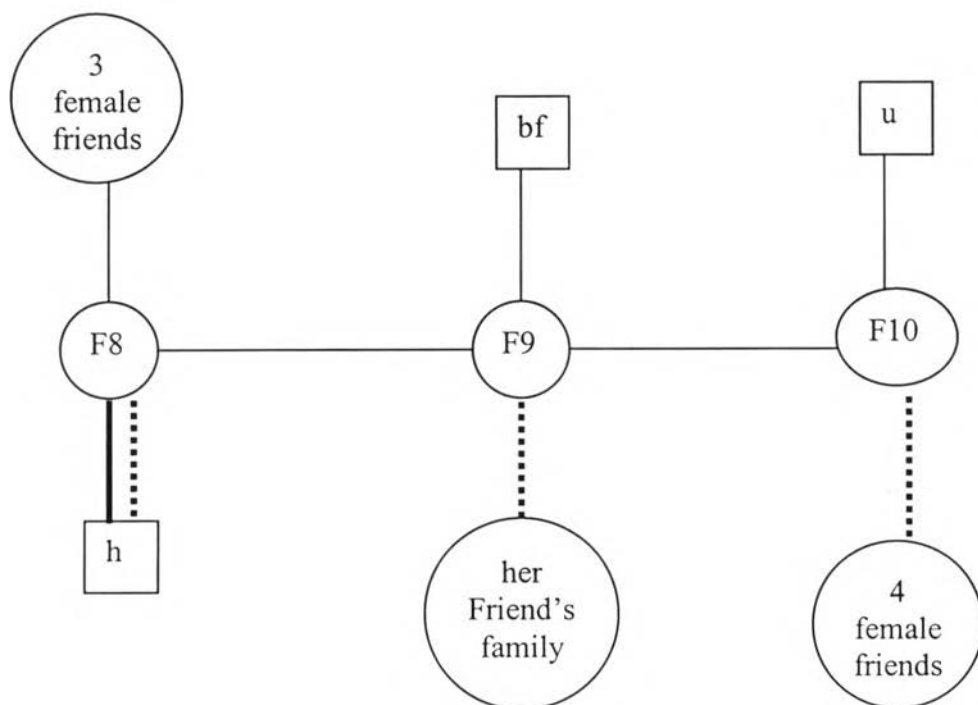 3
female
friends
bf
u
F8
F9
F10
h
her
Friend's
family
4
female
friends